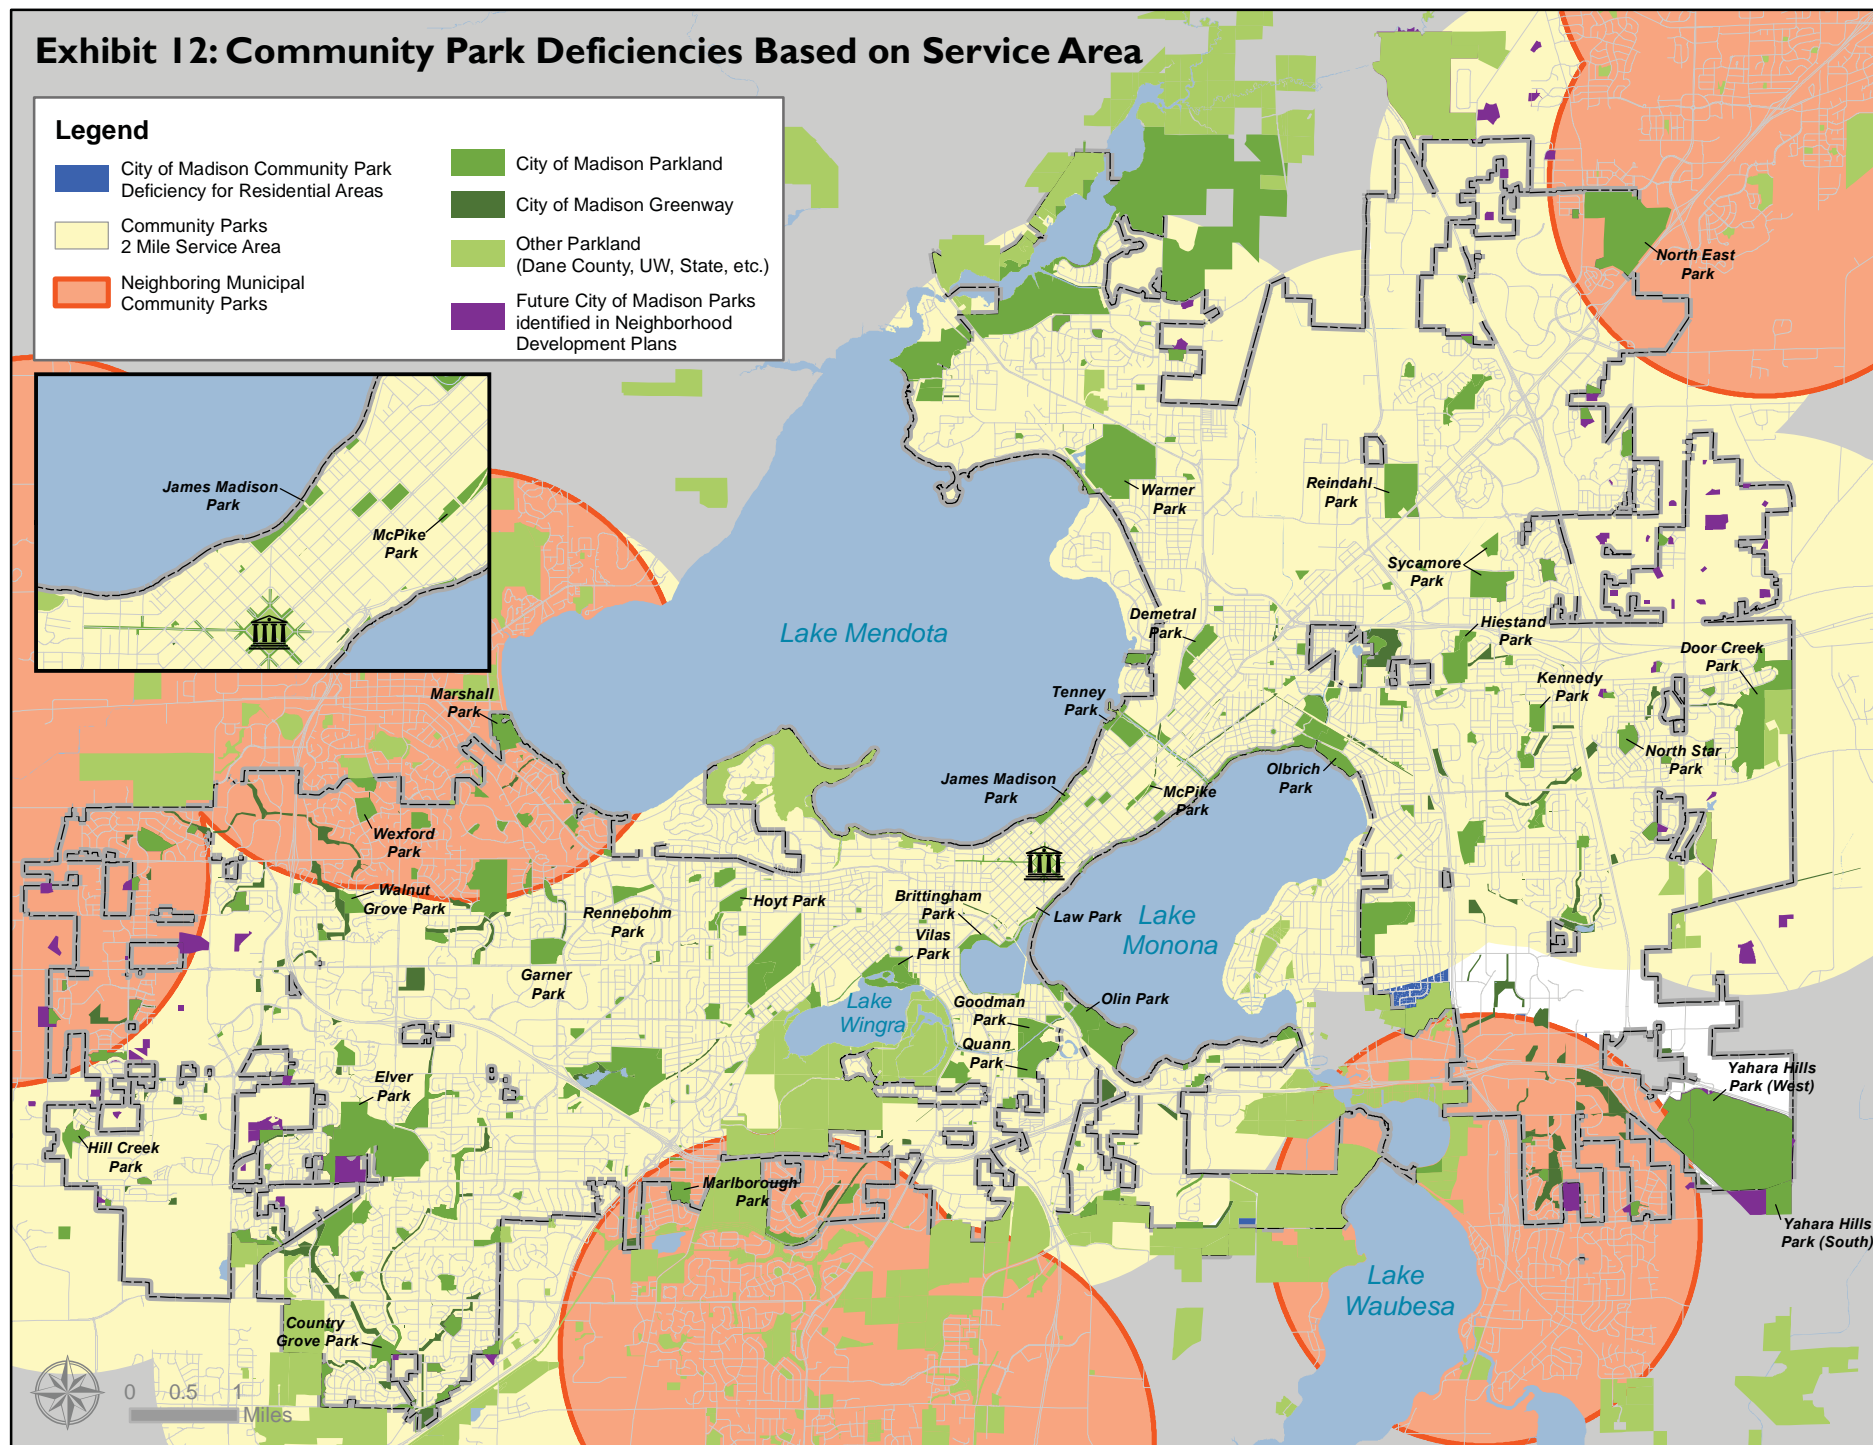 Exhibit 12: Community Park Deficiencies Based on Service Area
Legend
City of Madison Community Park
Deficiency for Residential Areas
Community Parks
2 Mile Service Area
Neighboring Municipal
Community Parks
City of Madison Parkland
City of Madison Greenway
Other Parkland
(Dane County, UW, State, etc.)
Future City of Madison Parks
identified in Neighborhood
Development Plans
James Madison
Park
McPike
Park
North East
Park
Warner
Park
Reindahl
Park
Sycamore
Park
Lake Mendota
Demetral
Park
Hiestand
Park
Door Creek
Park
Kennedy
Park
Marshall
Park
Tenney
Park
North Star
Park
James Madison
Park
McPike
Park
Olbrich
Park
Wexford
Park
Walnut
Grove Park
Rennebohm
Park
Hoyt Park
Brittingham
Park
Law Park
Lake
Monona
Vilas
Park
Garner
Park
Lake
Wingra
Goodman
Park
Olin Park
Quann
Park
Elver
Park
Yahara Hills
Park (West)
Hill Creek
Park
Marlborough
Park
Yahara Hills
Park (South)
Lake
Waubesa
Country
Grove Park
0 0.5 1
Miles